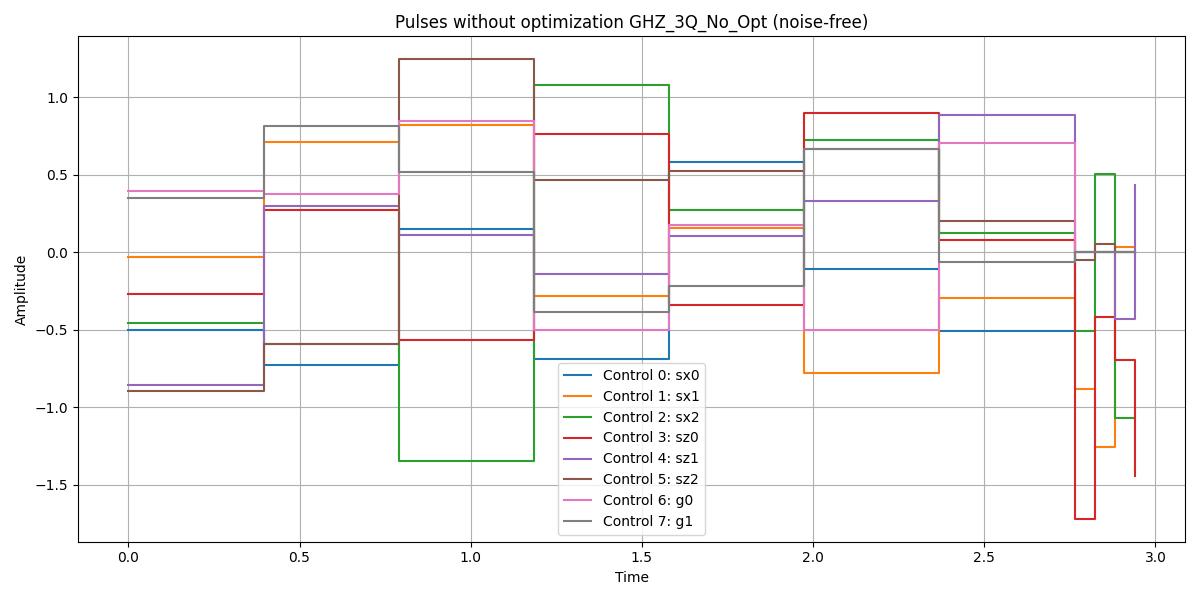 Pulses without optimization GHZ_3Q_No_Opt (noise-free)
Amplitude
1.0
0.5
0.0
−0.5
−1.0
−1.5
Control 0: sx0
Control 1: sx1
Control 2: sx2
Control 3: sz0
Control 4: sz1
Control 5: sz2
Control 6: g0
Control 7: g1
0.0 0.5 1.0 1.5 2.0 2.5 3.0
Time